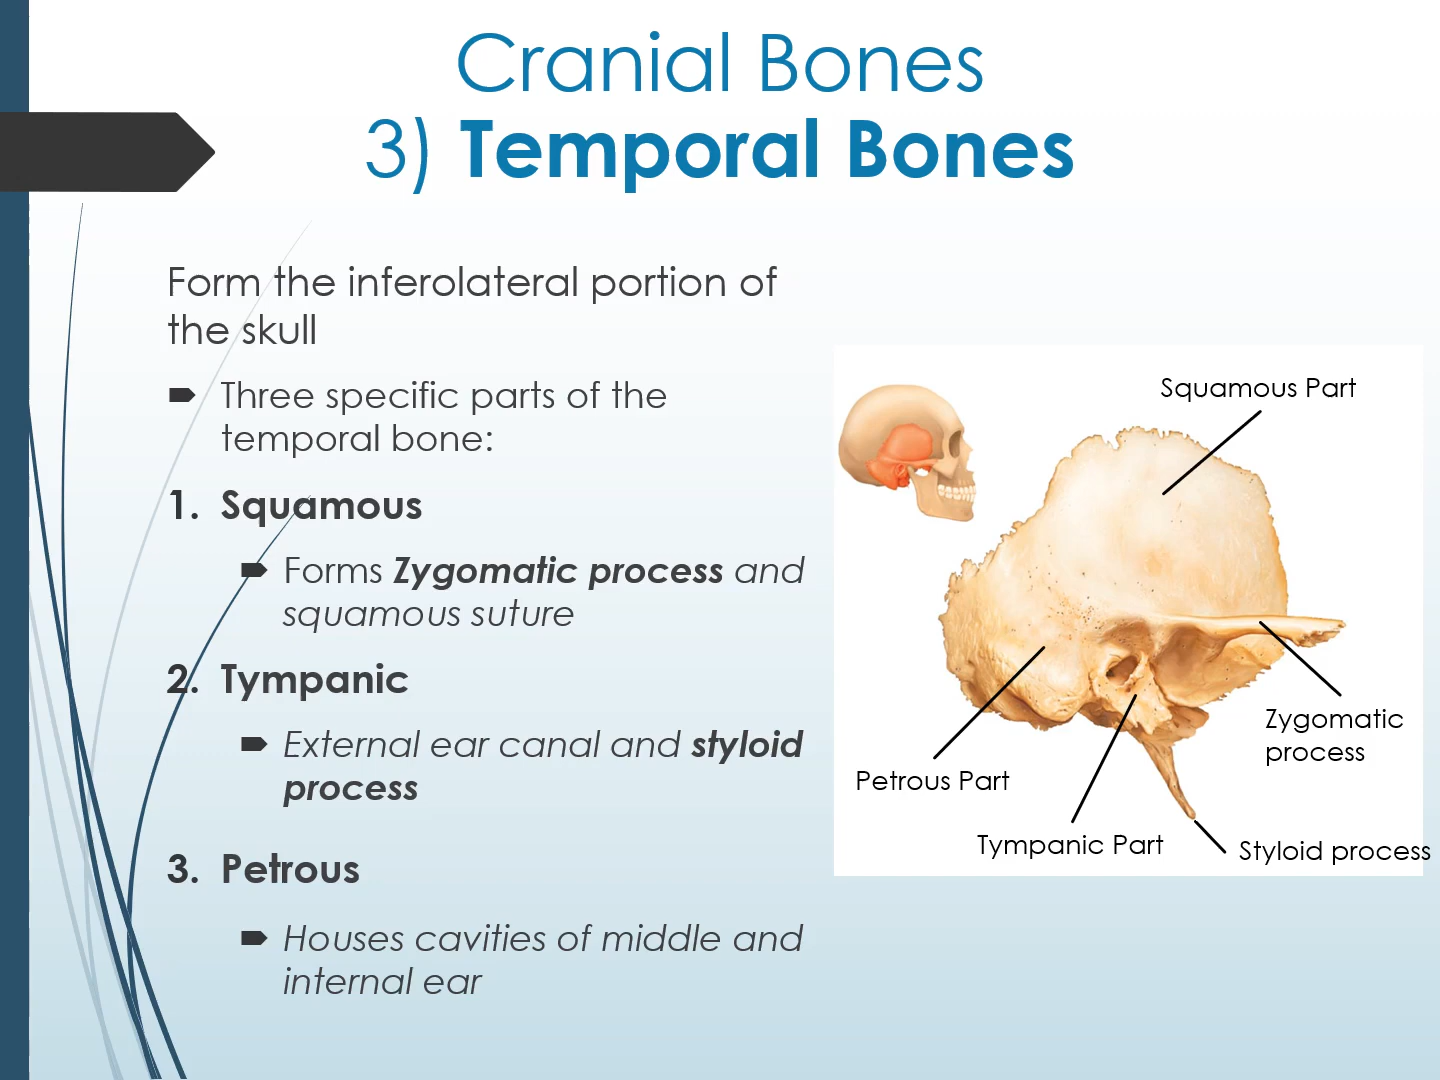 Cranial Bones
3) Temporal Bones
Form the inferolateral portion of
the skull
Three specific parts of the
temporal bone:
1. Squamous
Forms Zygomatic process and
squamous suture
2. Tympanic
External ear canal and styloid
process
3. Petrous
Houses cavities of middle and
internal ear
Squamous Part
Zygomatic
process
Petrous Part
Tympanic Part
Styloid process